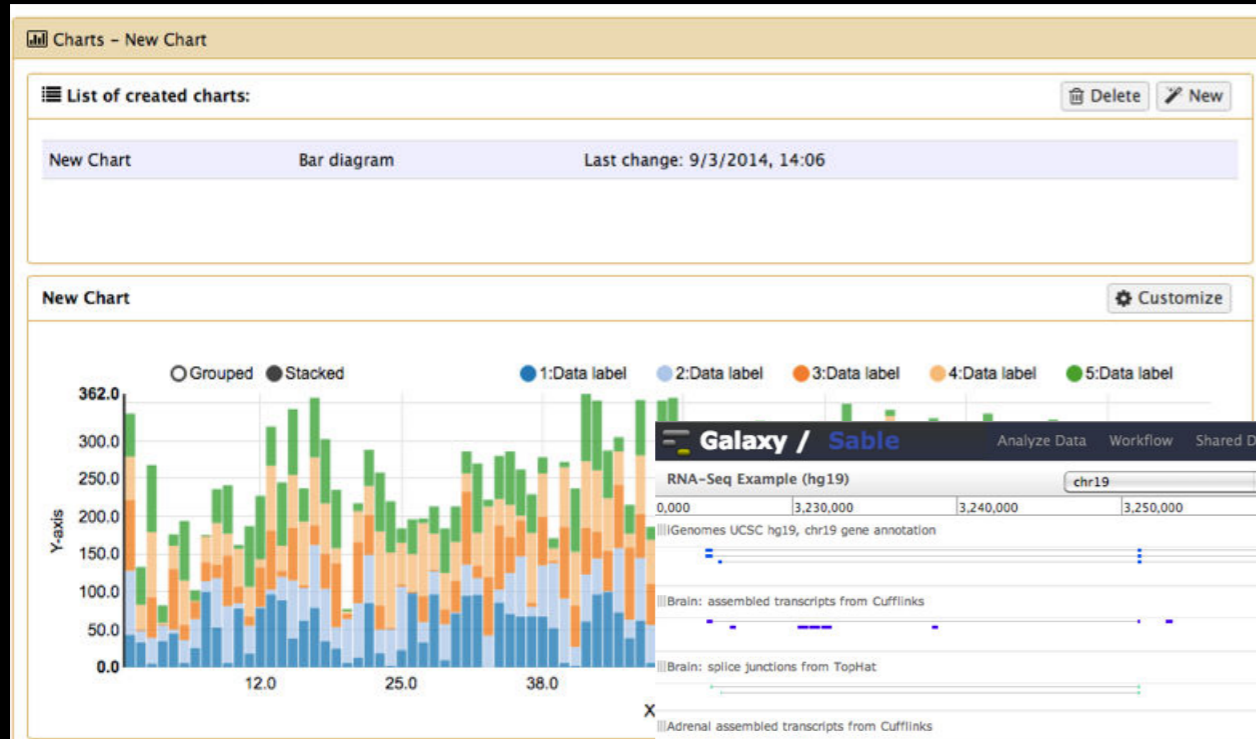 Charts – New Chart
List of created charts:
Delete
New
New Chart
Bar diagram
Last change: 9/3/2014, 14:06
New Chart
Customize
Grouped
Stacked
1:Data label
2:Data label
3:Data label
4:Data label
5:Data label
362.0
300.0
250.0
200.0
150.0
100.0
50.0
0.0
Y-axis
12.0
25.0
38.0
X
Galaxy / Sable
Analyze Data
Workflow
Shared D
RNA-Seq Example (hg19)
chr19
0,000
3,230,000
3,240,000
3,250,000
iGenomes UCSC hg19, chr19 gene annotation
Brain: assembled transcripts from Cufflinks
Brain: splice junctions from TopHat
Adrenal assembled transcripts from Cufflinks